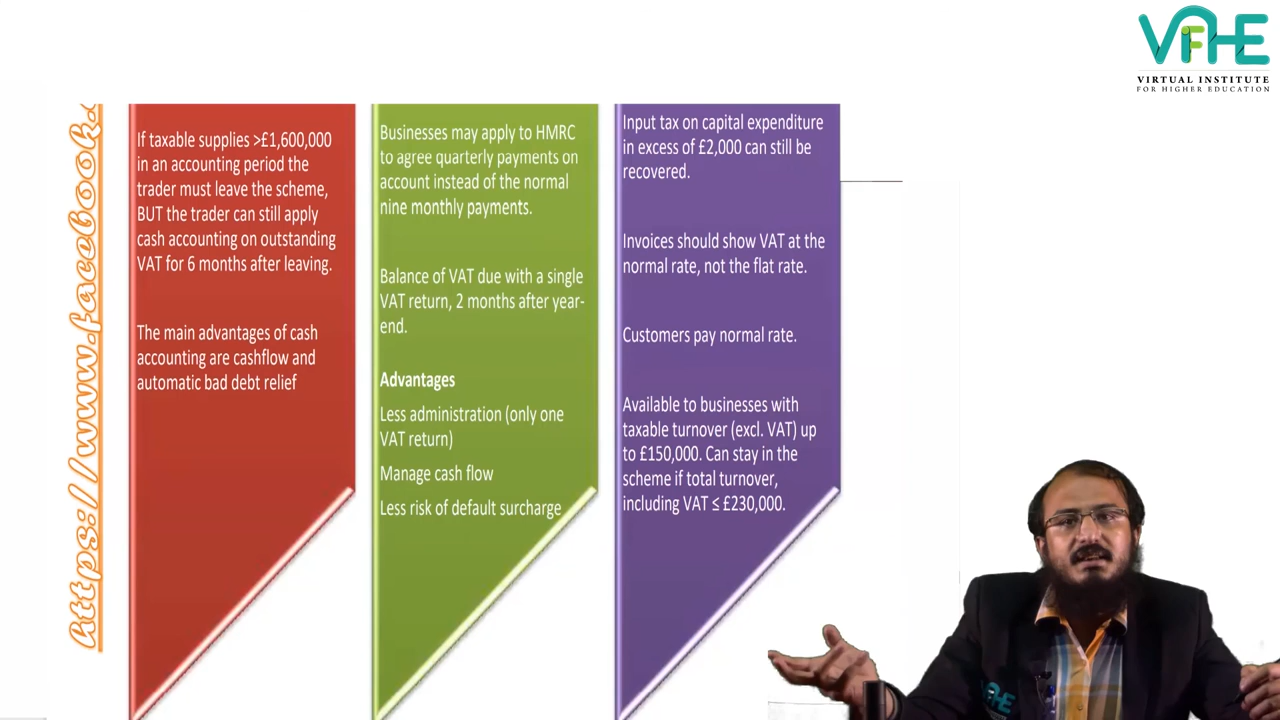 VIFHE
VIRTUAL INSTITUTE
FOR HIGHER EDUCATION
https://www.facebook.
If taxable supplies >£1,600,000
in an accounting period the
trader must leave the scheme,
BUT the trader can still apply
cash accounting on outstanding
VAT for 6 months after leaving.
The main advantages of cash
accounting are cashflow and
automatic bad debt relief
Businesses may apply to HMRC
to agree quarterly payments on
account instead of the normal
nine monthly payments.
Balance of VAT due with a single
VAT return, 2 months after year-
end.
Advantages
Less administration (only one
VAT return)
Manage cash flow
Less risk of default surcharge
Input tax on capital expenditure
in excess of £2,000 can still be
recovered.
Invoices should show VAT at the
normal rate, not the flat rate.
Customers pay normal rate.
Available to businesses with
taxable turnover (excl. VAT) up
to £150,000. Can stay in the
scheme if total turnover,
including VAT ≤ £230,000.